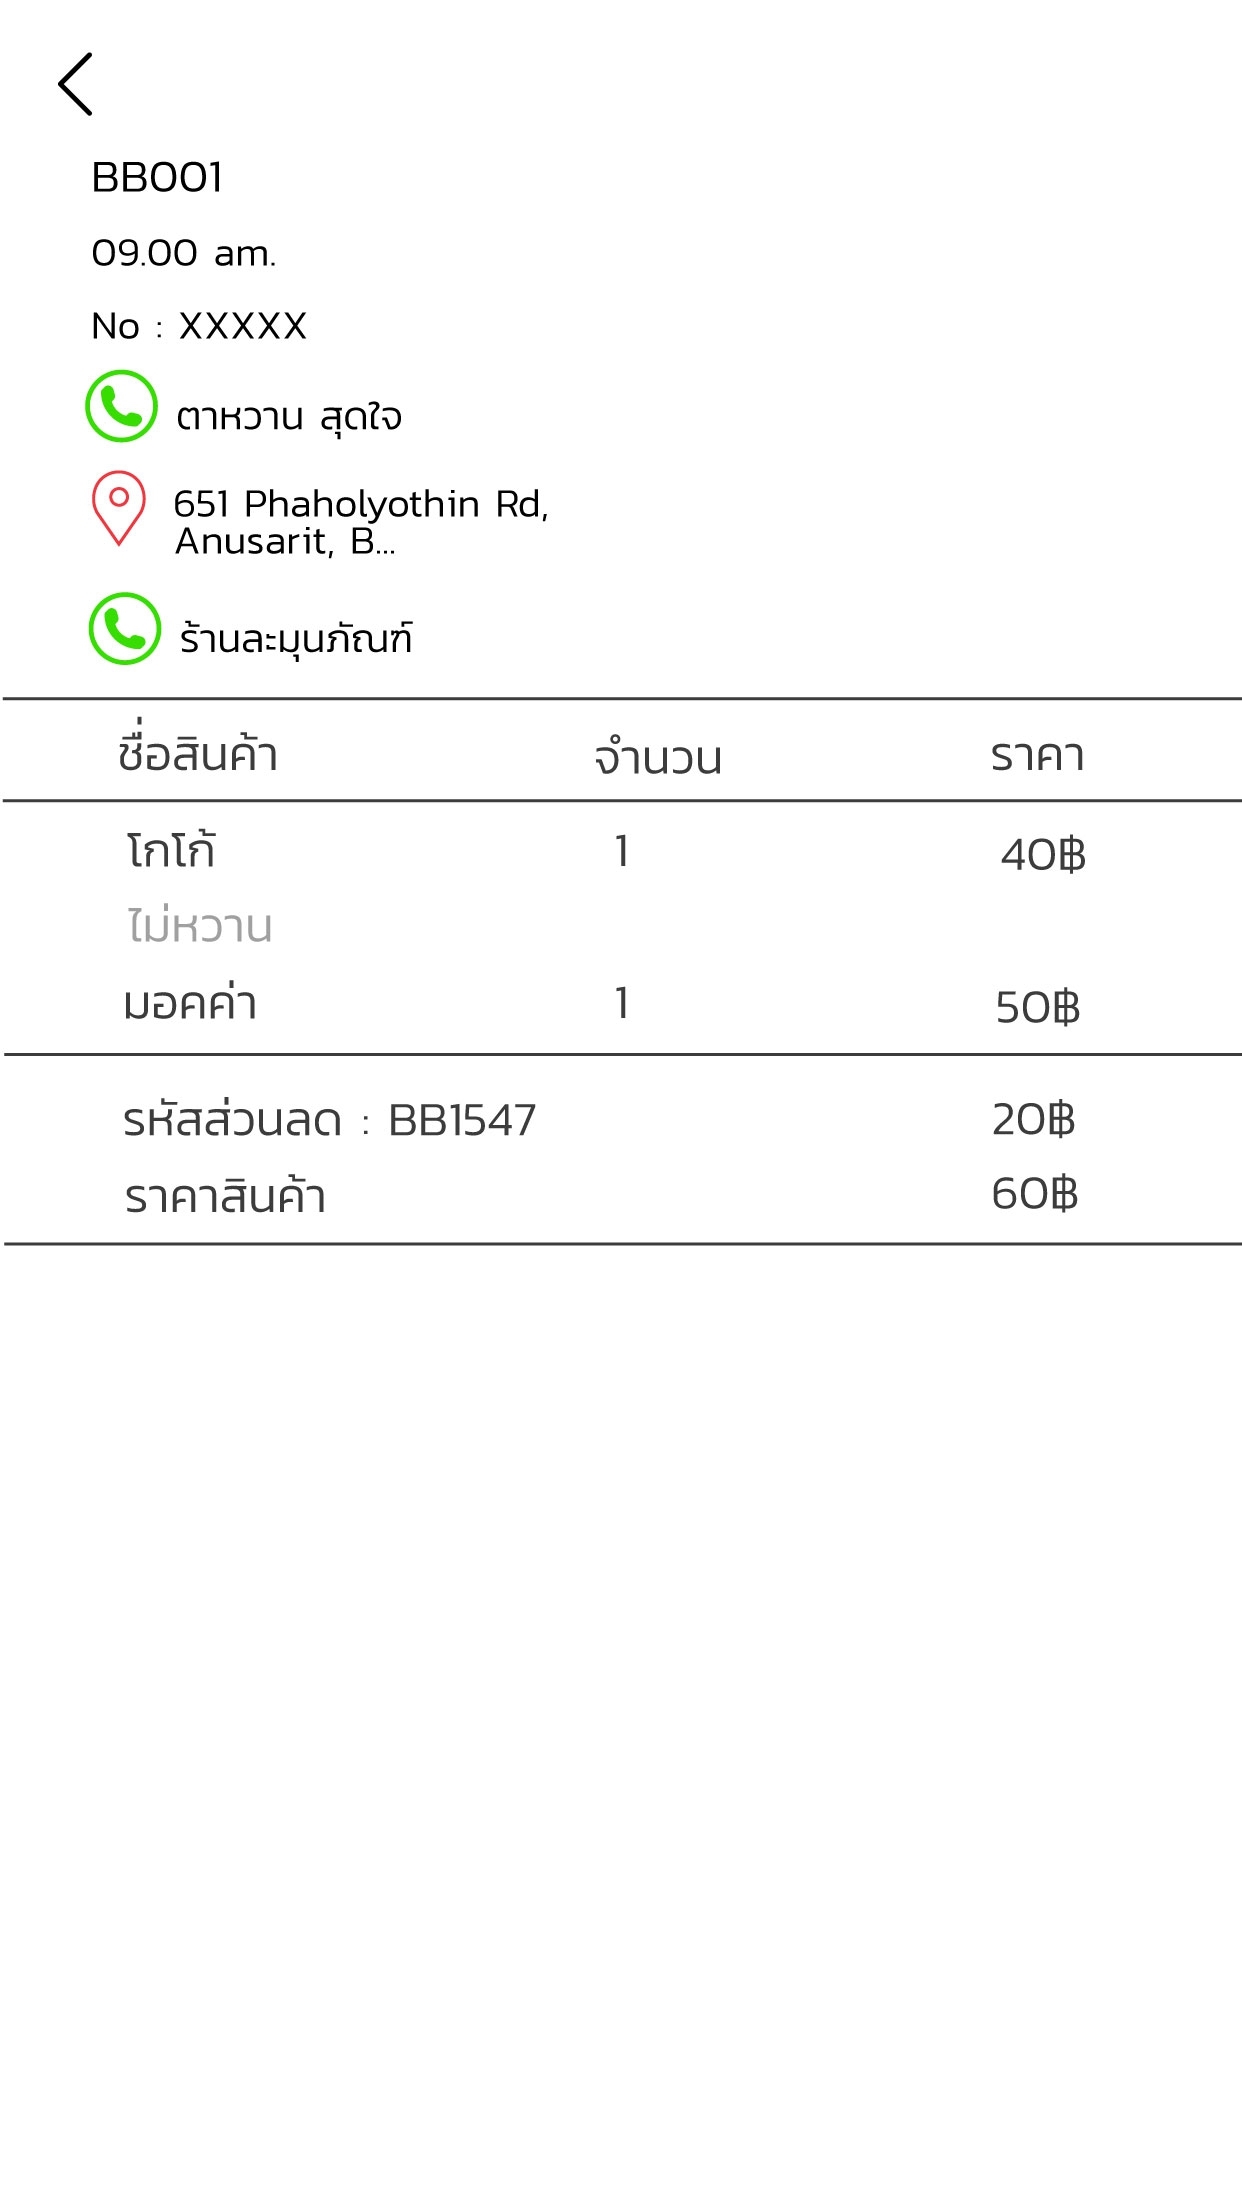 BB001
09.00 am.
No : XXXXX
ตาหวาน สุดใจ
651 Phaholyothin Rd,
Anusarit, B...
ร้านละมุนภัณฑ์
ชื่อสินค้า จำนวน ราคา
โกโก้ 1 40฿
ไม่หวาน
มอคค่า 1 50฿
รหัสส่วนลด : BB1547 20฿
ราคาสินค้า 60฿